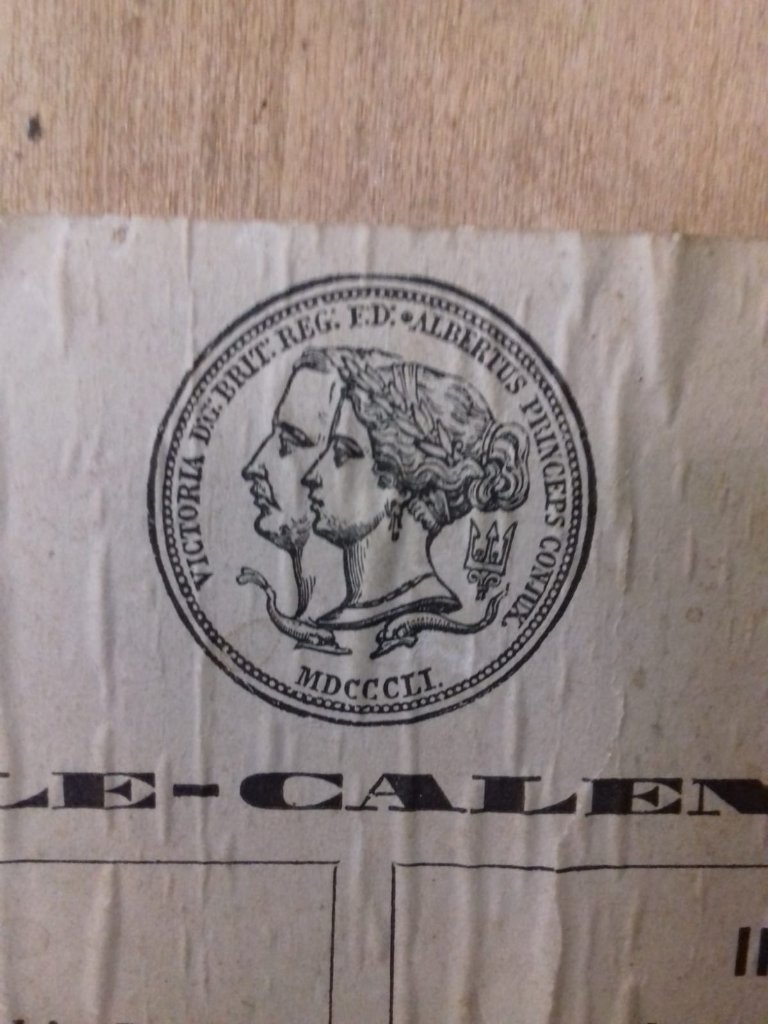 VICTORIA D:G: BRIT: REG: F.D: • ALBERTUS PRINCEPS CONJUX
MDCCCLI.
LE-CALEN